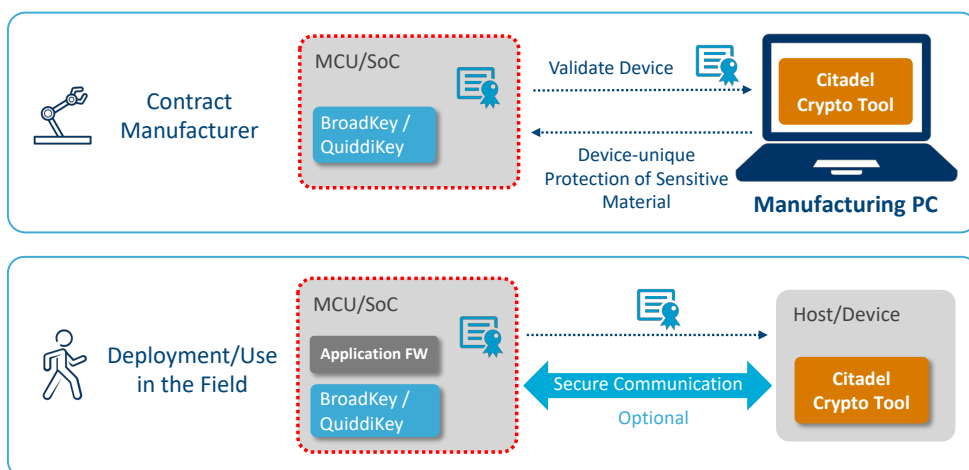 MCU/SoC
Contract
Manufacturer
BroadKey /
QuiddiKey
Validate Device
Device-unique
Protection of Sensitive
Material
Citadel
Crypto Tool
Manufacturing PC
Deployment/Use
in the Field
MCU/SoC
Application FW
BroadKey /
QuiddiKey
Secure Communication
Optional
Host/Device
Citadel
Crypto Tool